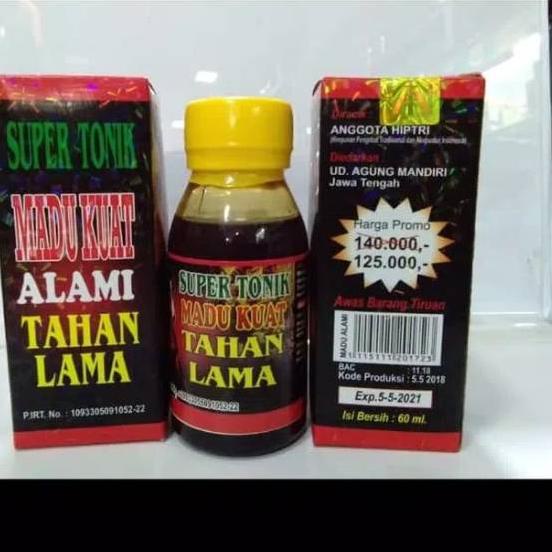 SUPER TONIK
MADU KUAT
ALAMI
TAHAN
LAMA
P.IRT. No. : 1093305091052-22
SUPER TONIK
MADU KUAT
TAHAN
LAMA
Diracik :
ANGGOTA HIPTRI
Diedarkan :
UD. AGUNG MANDIRI
Jawa Tengah
Harga Promo
140.000,-
125.000,-
Awas Barang Tiruan
MADU ALAMI
BAC : 11.18
Kode Produksi : 5.5 2018
Exp.5-5-2021
Isi Bersih : 60 ml.